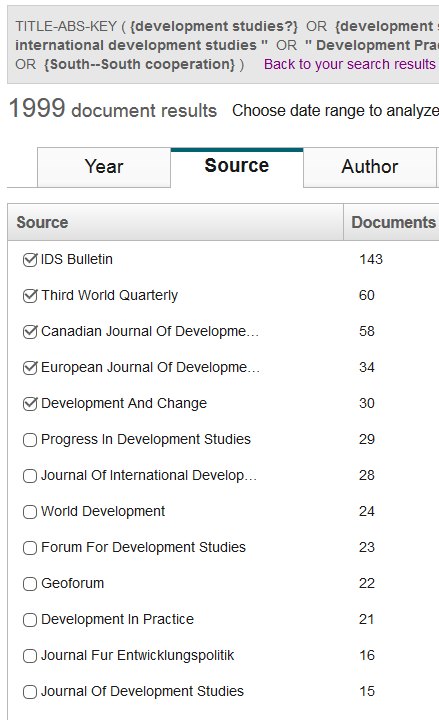 TITLE-ABS-KEY ( {development studies?} OR {development
international development studies " OR " Development
OR {South--South cooperation} ) Back to your search results
1999 document results Choose date range to analyze
Year Source Author
Source Documents
IDS Bulletin 143
Third World Quarterly 60
Canadian Journal Of Developme... 58
European Journal Of Developme... 34
Development And Change 30
Progress In Development Studies 29
Journal Of International Develop... 28
World Development 24
Forum For Development Studies 23
Geoforum 22
Development In Practice 21
Journal Fur Entwicklungspolitik 16
Journal Of Development Studies 15